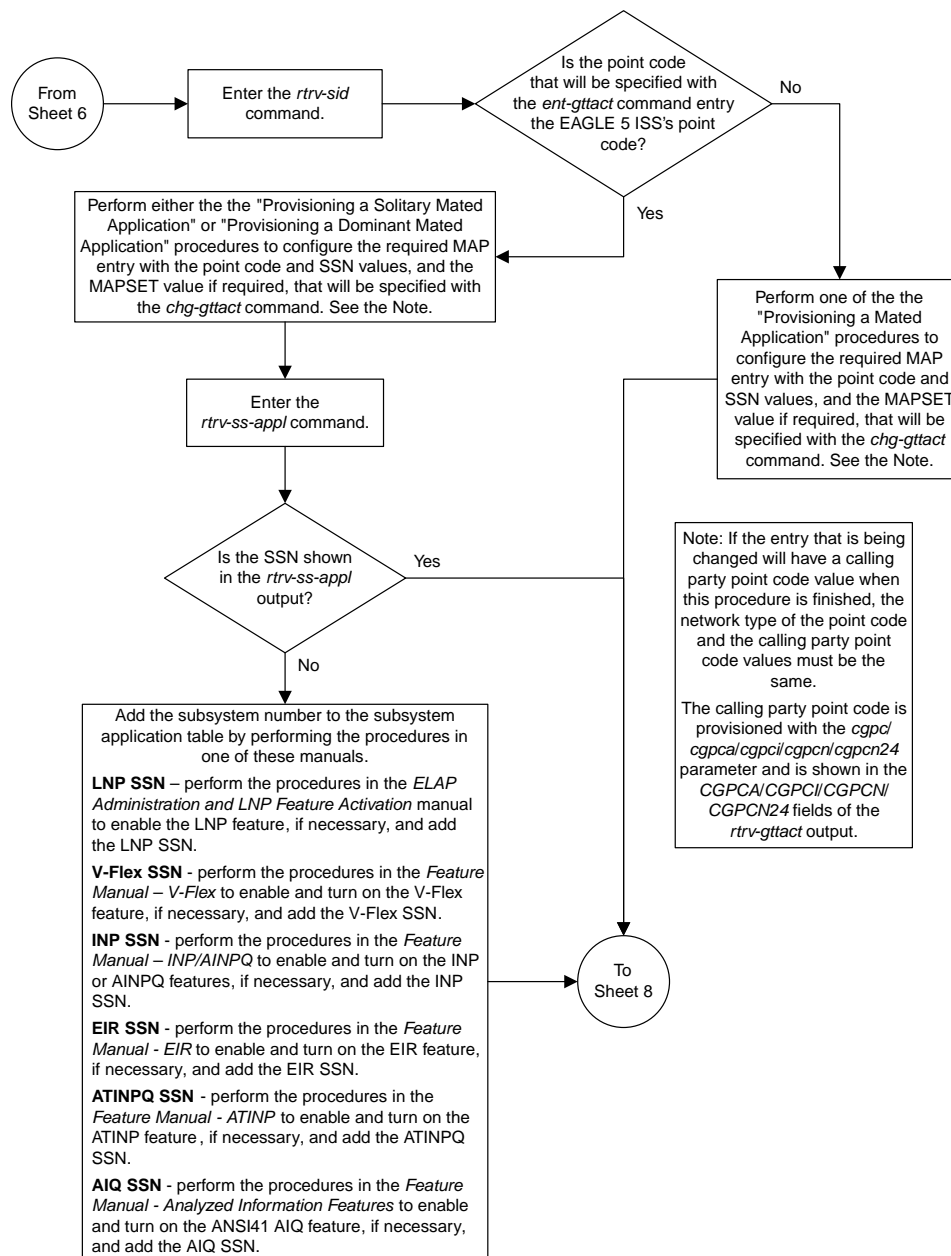 From
Sheet 6
Enter the rtrv-sid
command.
Is the point code
that will be specified with
the ent-gttact command entry
the EAGLE 5 ISS's point
code?
No
Yes
Perform either the the "Provisioning a Solitary Mated
Application" or "Provisioning a Dominant Mated
Application" procedures to configure the required MAP
entry with the point code and SSN values, and the
MAPSET value if required, that will be specified with
the chg-gttact command. See the Note.
Perform one of the the
"Provisioning a Mated
Application" procedures to
configure the required MAP
entry with the point code and
SSN values, and the MAPSET
value if required, that will be
specified with the chg-gttact
command. See the Note.
Enter the
rtrv-ss-appl command.
Is the SSN shown
in the rtrv-ss-appl
output?
Yes
No
Note: If the entry that is being
changed will have a calling
party point code value when
this procedure is finished, the
network type of the point code
and the calling party point
code values must be the
same.
The calling party point code is
provisioned with the cgpc/
cgpca/cgpci/cgpcn/cgpcn24
parameter and is shown in the
CGPCA/CGPCI/CGPCN/
CGPCN24 fields of the
rtrv-gttact output.
Add the subsystem number to the subsystem
application table by performing the procedures in
one of these manuals.
LNP SSN – perform the procedures in the ELAP
Administration and LNP Feature Activation manual
to enable the LNP feature, if necessary, and add
the LNP SSN.
V-Flex SSN - perform the procedures in the Feature
Manual – V-Flex to enable and turn on the V-Flex
feature, if necessary, and add the V-Flex SSN.
INP SSN - perform the procedures in the Feature
Manual – INP/AINPQ to enable and turn on the INP
or AINPQ features, if necessary, and add the INP
SSN.
EIR SSN - perform the procedures in the Feature
Manual - EIR to enable and turn on the EIR feature,
if necessary, and add the EIR SSN.
ATINPQ SSN - perform the procedures in the
Feature Manual - ATINP to enable and turn on the
ATINP feature, if necessary, and add the ATINPQ
SSN.
AIQ SSN - perform the procedures in the Feature
Manual - Analyzed Information Features to enable
and turn on the ANSI41 AIQ feature, if necessary,
and add the AIQ SSN.
To
Sheet 8